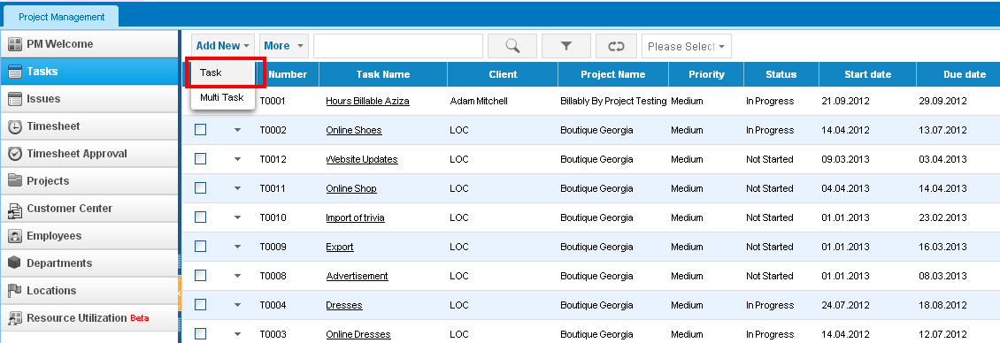 Project Management
PM Welcome
Tasks
Issues
Timesheet
Timesheet Approval
Projects
Customer Center
Employees
Departments
Locations
Resource Utilization Beta
Add New More Please Select
Task
Multi Task
Number Task Name Client Project Name Priority Status Start date Due date
T0001 Hours Billable Aziza Adam Mitchell Billably By Project Testing Medium In Progress 21.09.2012 29.09.2012
T0002 Online Shoes LOC Boutique Georgia Medium In Progress 14.04.2012 13.07.2012
T0012 Website Updates LOC Boutique Georgia Medium Not Started 09.03.2013 03.04.2013
T0011 Online Shop LOC Boutique Georgia Medium Not Started 04.04.2013 14.04.2013
T0010 Import of trivia LOC Boutique Georgia Medium Not Started 01.01.2013 23.02.2013
T0009 Export LOC Boutique Georgia Medium Not Started 01.01.2013 16.03.2013
T0008 Advertisement LOC Boutique Georgia Medium Not Started 01.01.2013 08.03.2013
T0004 Dresses LOC Boutique Georgia Medium In Progress 24.07.2012 18.08.2012
T0003 Online Dresses LOC Boutique Georgia Medium In Progress 14.04.2012 12.07.2012